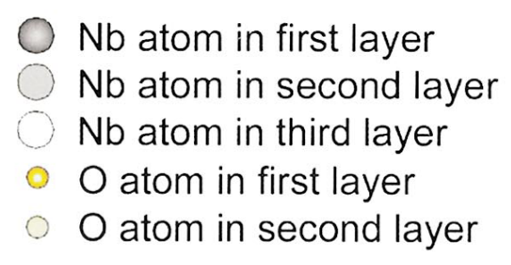 Nb atom in first layer
Nb atom in second layer
Nb atom in third layer
O atom in first layer
O atom in second layer